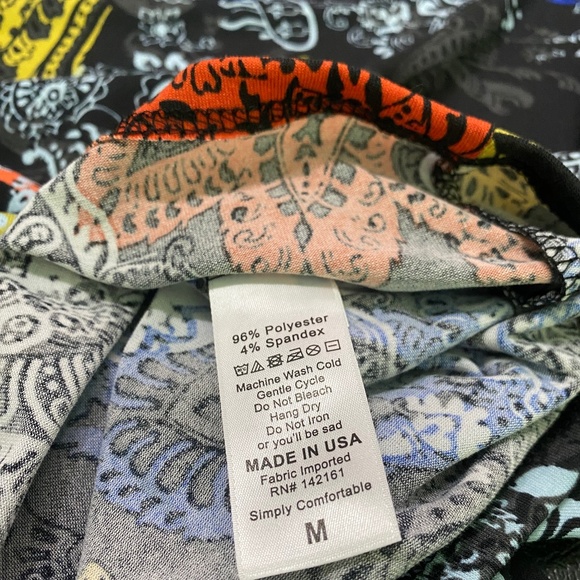 96% Polyester
4% Spandex
Machine Wash Cold
Gentle Cycle
Do Not Bleach
Hang Dry
Do Not Iron
or you'll be sad
MADE IN USA
Fabric Imported
RN# 142161
Simply Comfortable
M